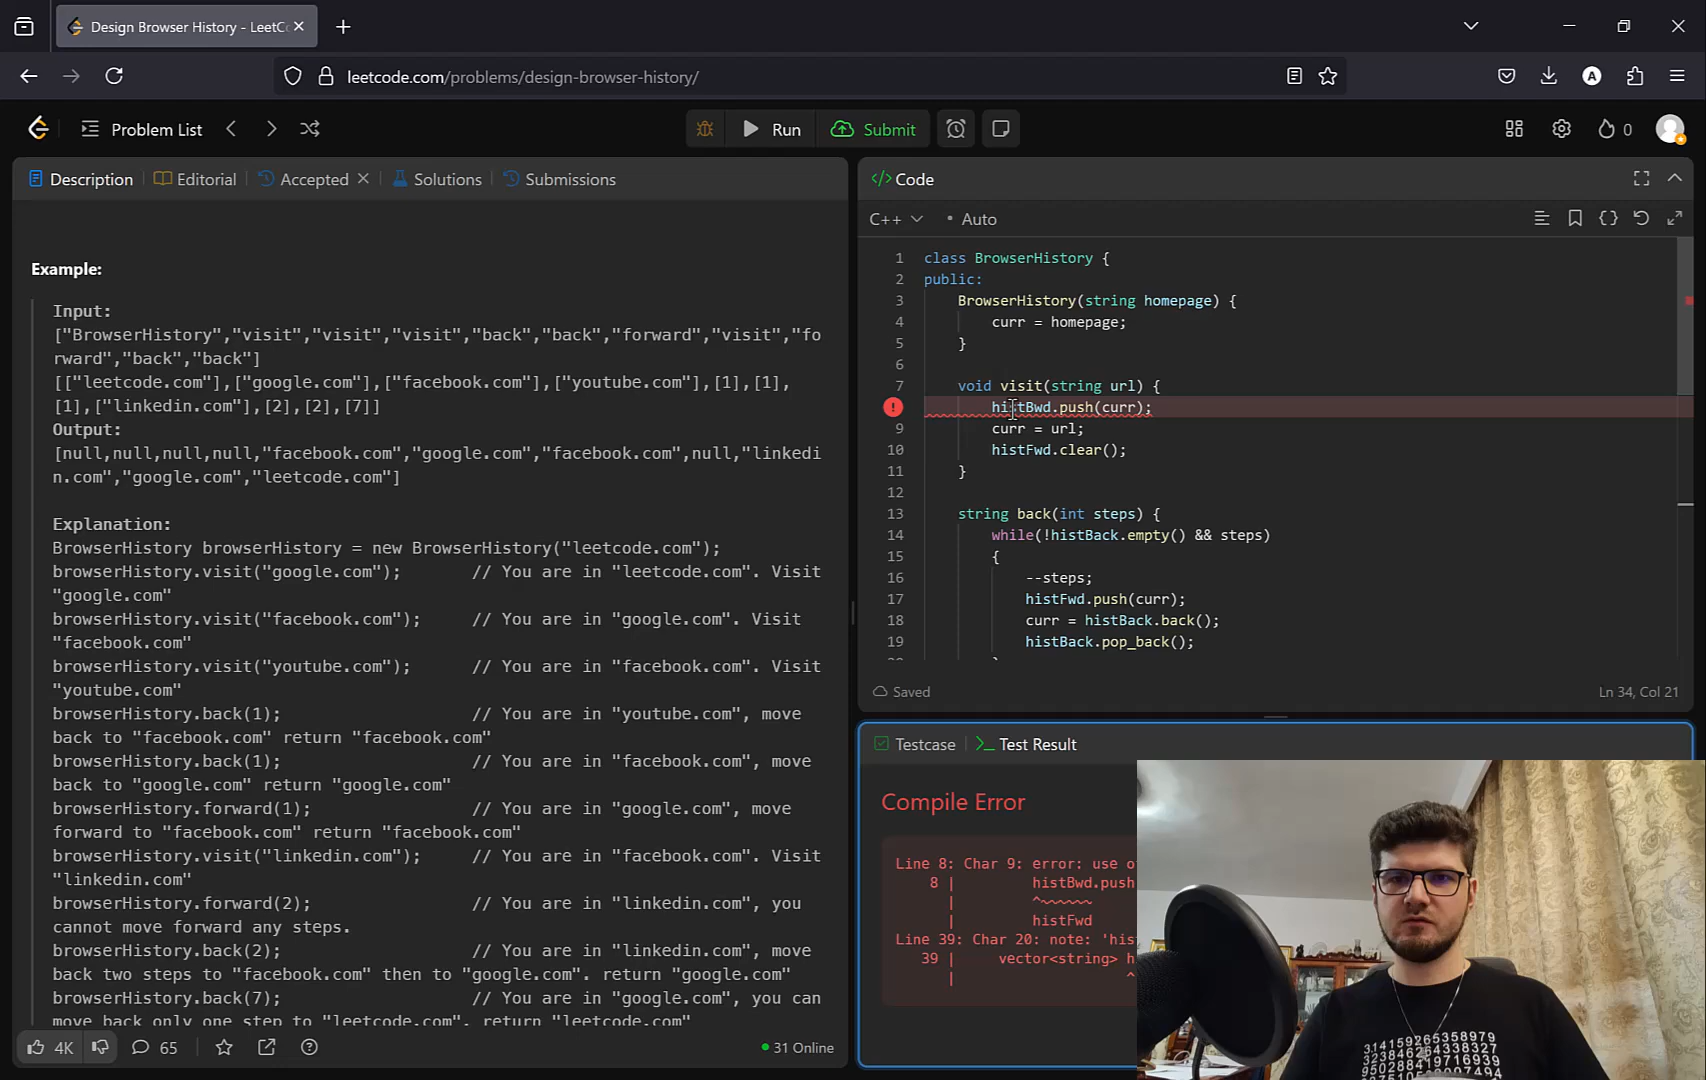 Design Browser History - LeetC
leetcode.com/problems/design-browser-history/
A
Problem List
Run
Submit
0
Description
Editorial
Accepted
Solutions
Submissions
Example:
Input:
["BrowserHistory","visit","visit","visit","back","back","forward","visit","fo
rward","back","back"]
[["leetcode.com"],["google.com"],["facebook.com"],["youtube.com"],[1],[1],
[1],["linkedin.com"],[2],[2],[7]]
Output:
[null,null,null,null,"facebook.com","google.com","facebook.com",null,"linkedi
n.com","google.com","leetcode.com"]
Explanation:
BrowserHistory browserHistory = new BrowserHistory("leetcode.com");
browserHistory.visit("google.com"); // You are in "leetcode.com". Visit
"google.com"
browserHistory.visit("facebook.com"); // You are in "google.com". Visit
"facebook.com"
browserHistory.visit("youtube.com"); // You are in "facebook.com". Visit
"youtube.com"
browserHistory.back(1); // You are in "youtube.com", move
back to "facebook.com" return "facebook.com"
browserHistory.back(1); // You are in "facebook.com", move
back to "google.com" return "google.com"
browserHistory.forward(1); // You are in "google.com", move
forward to "facebook.com" return "facebook.com"
browserHistory.visit("linkedin.com"); // You are in "facebook.com". Visit
"linkedin.com"
browserHistory.forward(2); // You are in "linkedin.com", you
cannot move forward any steps.
browserHistory.back(2); // You are in "linkedin.com", move
back two steps to "facebook.com" then to "google.com". return "google.com"
browserHistory.back(7); // You are in "google.com", you can
move back only one step to "leetcode.com". return "leetcode.com"
4K
65
31 Online
</> Code
C++
Auto
1 class BrowserHistory {
2 public:
3 BrowserHistory(string homepage) {
4 curr = homepage;
5 }
6
7 void visit(string url) {
histBwd.push(curr);
9 curr = url;
10 histFwd.clear();
11 }
12
13 string back(int steps) {
14 while(!histBack.empty() && steps)
15 {
16 --steps;
17 histFwd.push(curr);
18 curr = histBack.back();
19 histBack.pop_back();
20 }
Saved
Ln 34, Col 21
Testcase
Test Result
Compile Error
Line 8: Char 9: error: use
8 | histBwd.push
| ^~~~~~~
| histFwd
Line 39: Char 20: note:
39 | vector<string>
| ^